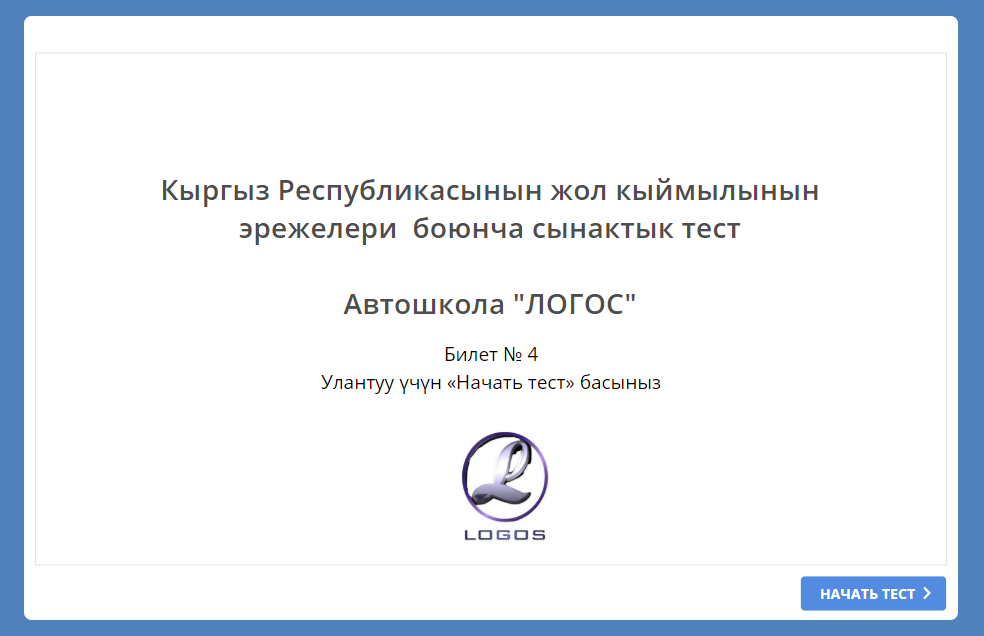 Кыргыз Республикасынын жол кыймылынын
эрежелери боюнча сынактык тест
Автошкола "ЛОГОС"
Билет № 4
Улантуу үчүн «Начать тест» басыныз
LOGOS
НАЧАТЬ ТЕСТ